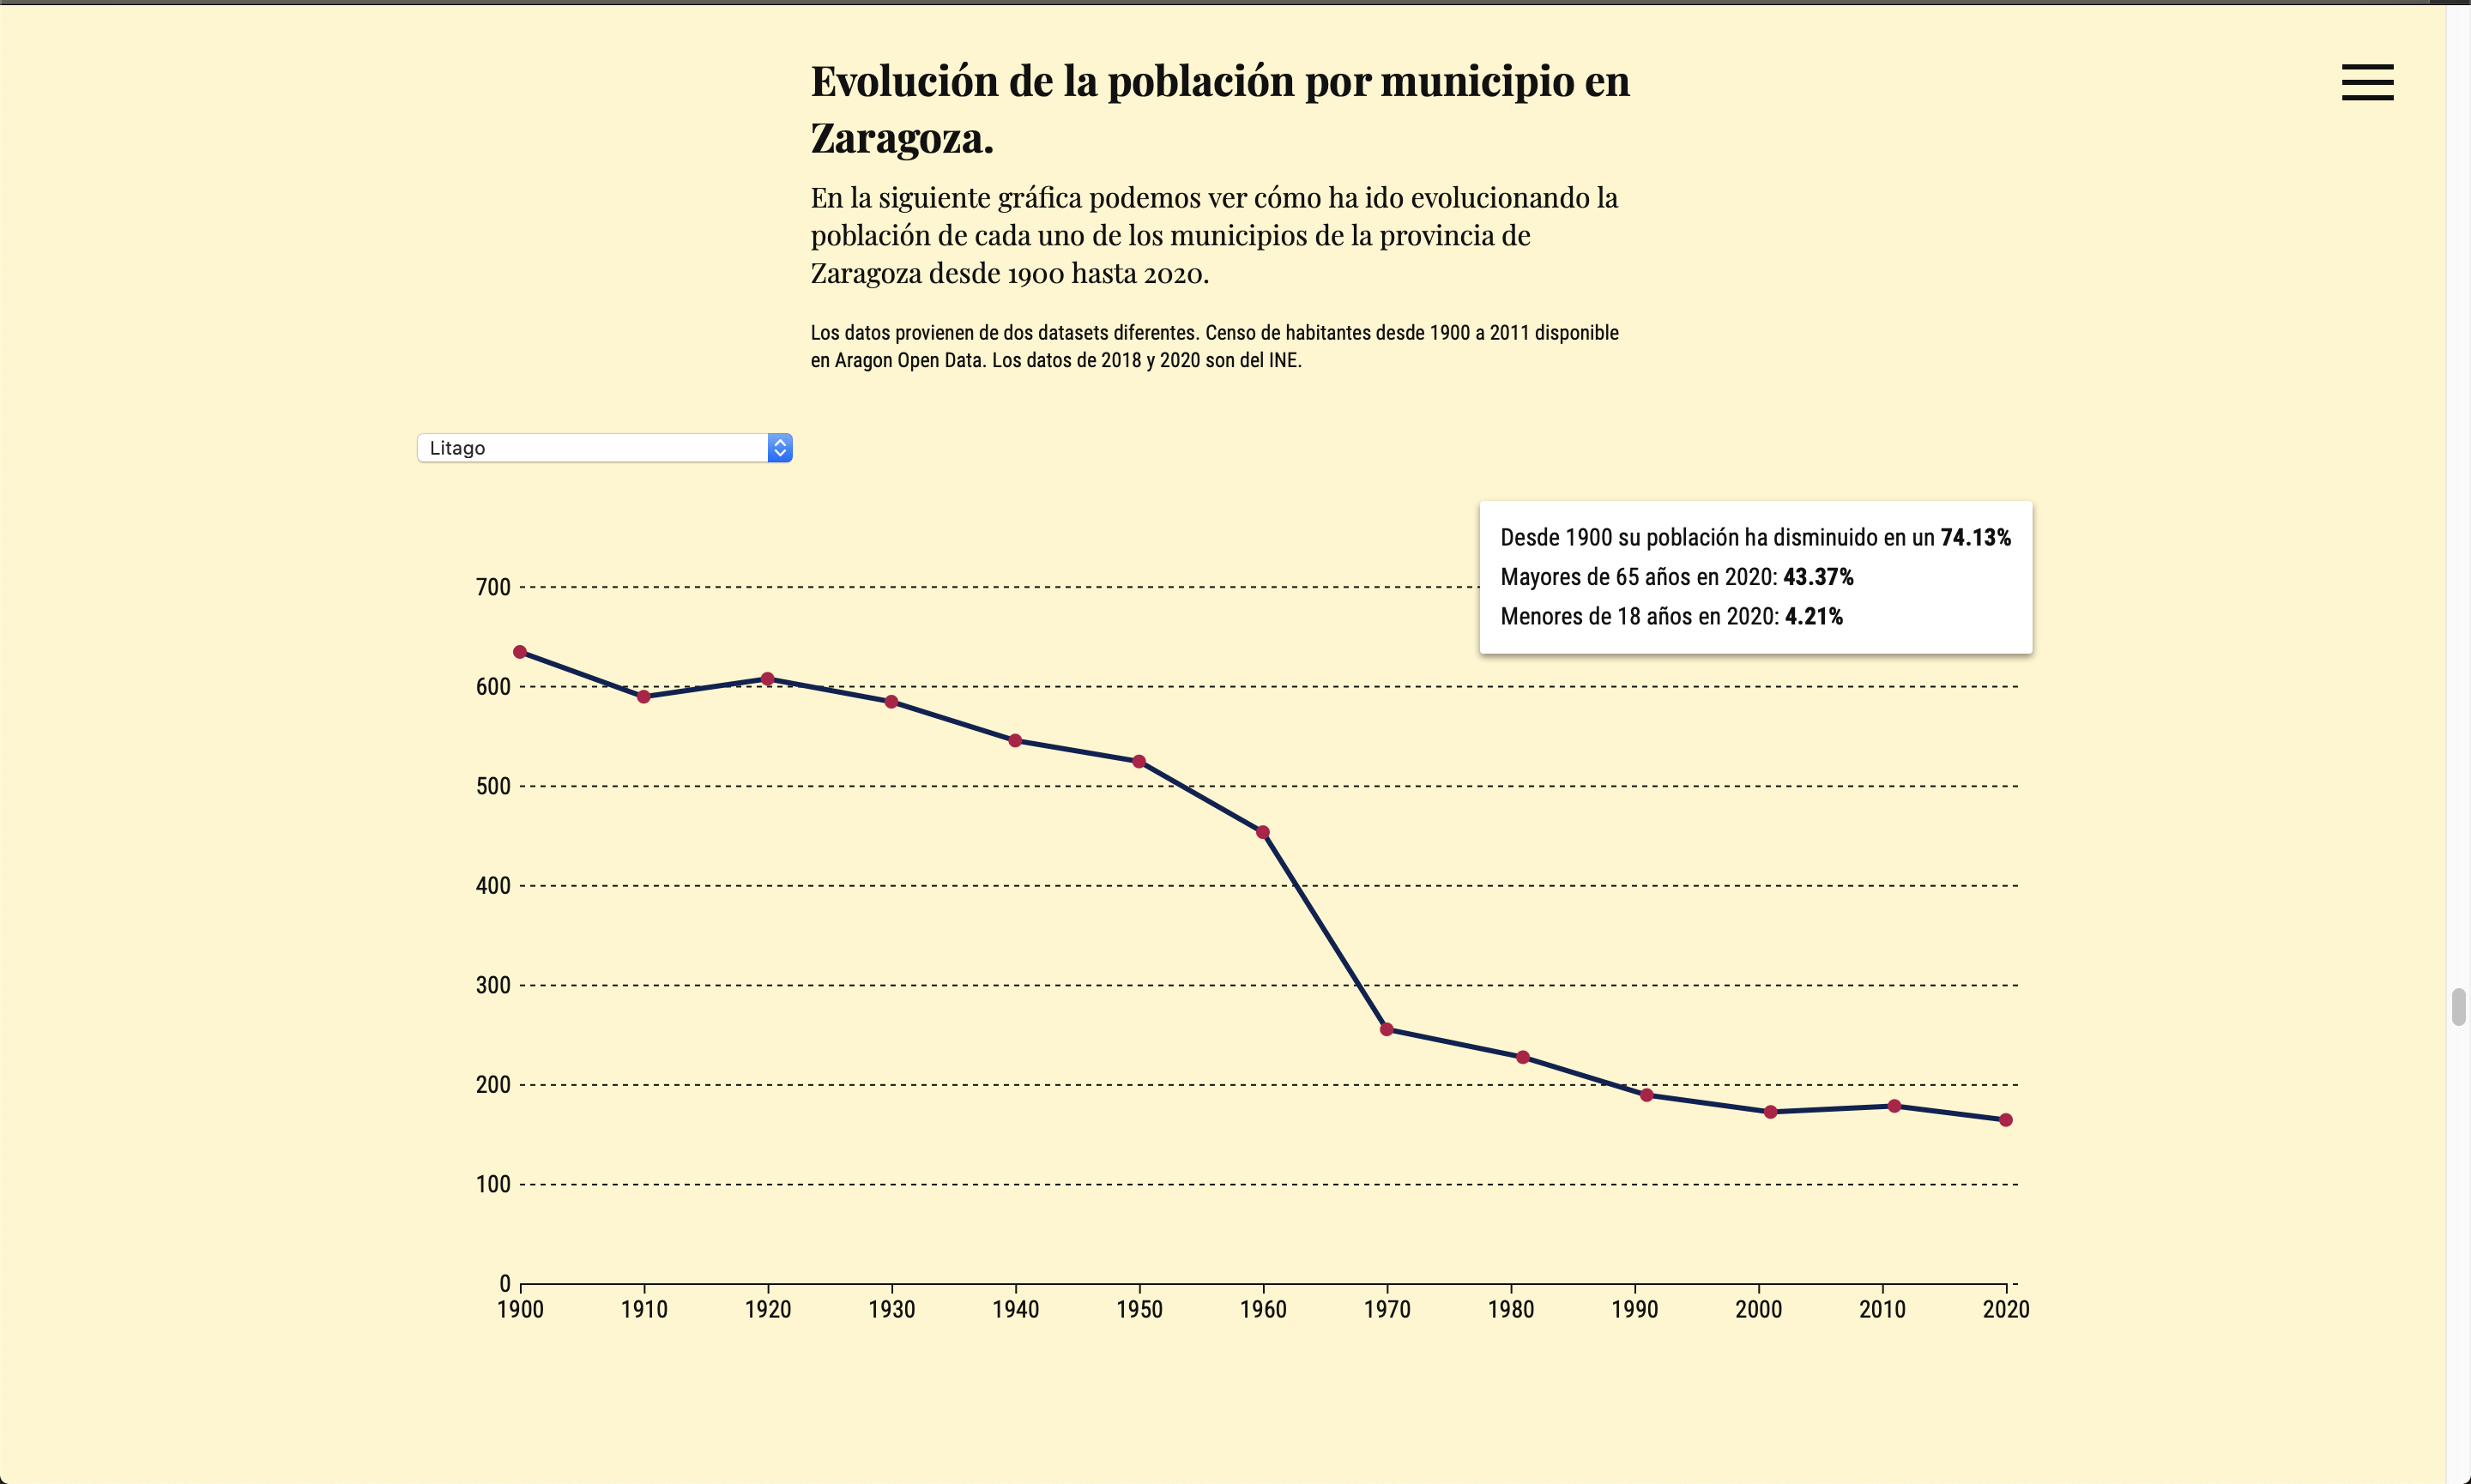 Evolución de la población por municipio en
Zaragoza.
En la siguiente gráfica podemos ver cómo ha ido evolucionando la
población de cada uno de los municipios de la provincia de
Zaragoza desde 1900 hasta 2020.
Los datos provienen de dos datasets diferentes. Censo de habitantes desde 1900 a 2011 disponible
en Aragon Open Data. Los datos de 2018 y 2020 son del INE.
Litago
Desde 1900 su población ha disminuido en un 74.13%
Mayores de 65 años en 2020: 43.37%
Menores de 18 años en 2020: 4.21%
700
600
500
400
300
200
100
0
1900 1910 1920 1930 1940 1950 1960 1970 1980 1990 2000 2010 2020